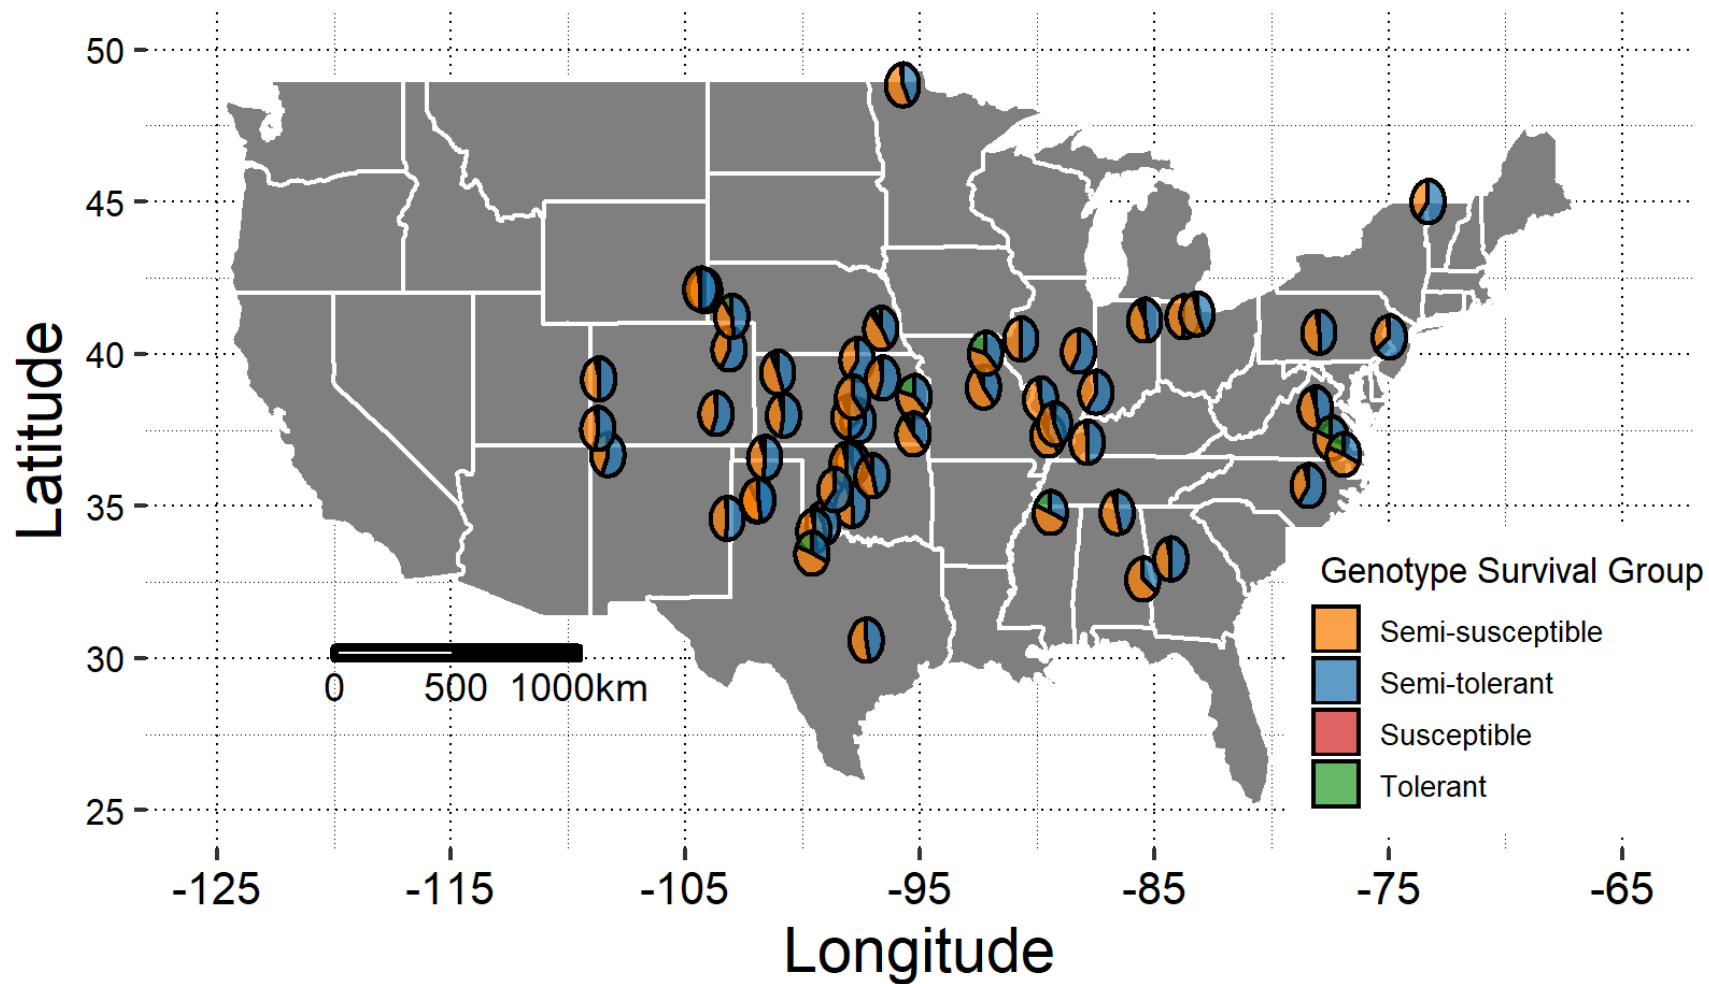 50
45
40
35
30
25
Latitude
0 500 1000km
Genotype Survival Group
Semi-susceptible
Semi-tolerant
Susceptible
Tolerant
-125 -115 -105 -95 -85 -75 -65
Longitude